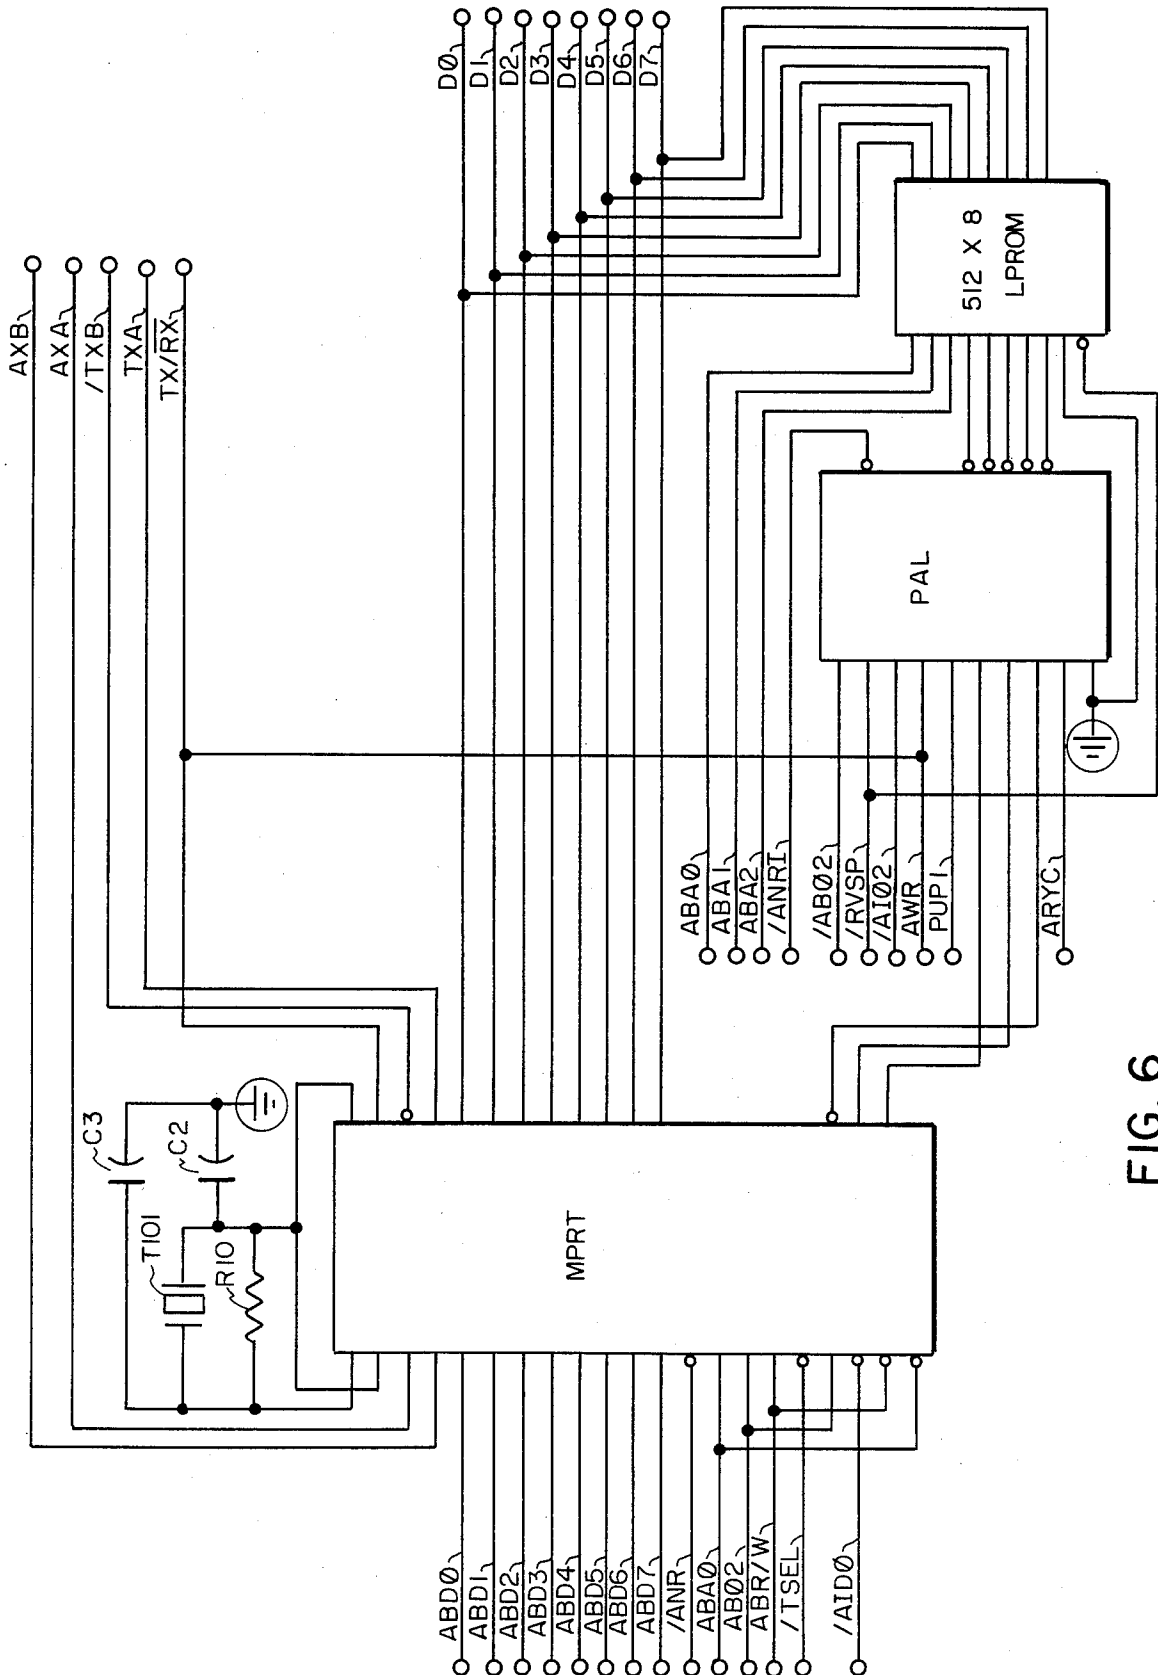 AXB
AXA
/TXB
TXA
TX/RX
D0
D1
D2
D3
D4
D5
D6
D7
C3
C2
T101
R10
MPRT
512 X 8
LPROM
PAL
ABA0
ABA1
ABA2
/ANRI
/AB02
/RVSP
/AI02
AWR
PUP1
ARYC
ABD0
ABD1
ABD2
ABD3
ABD4
ABD5
ABD6
ABD7
/ANR
ABA0
AB02
ABR/W
/TSEL
/AID0
FIG. 6